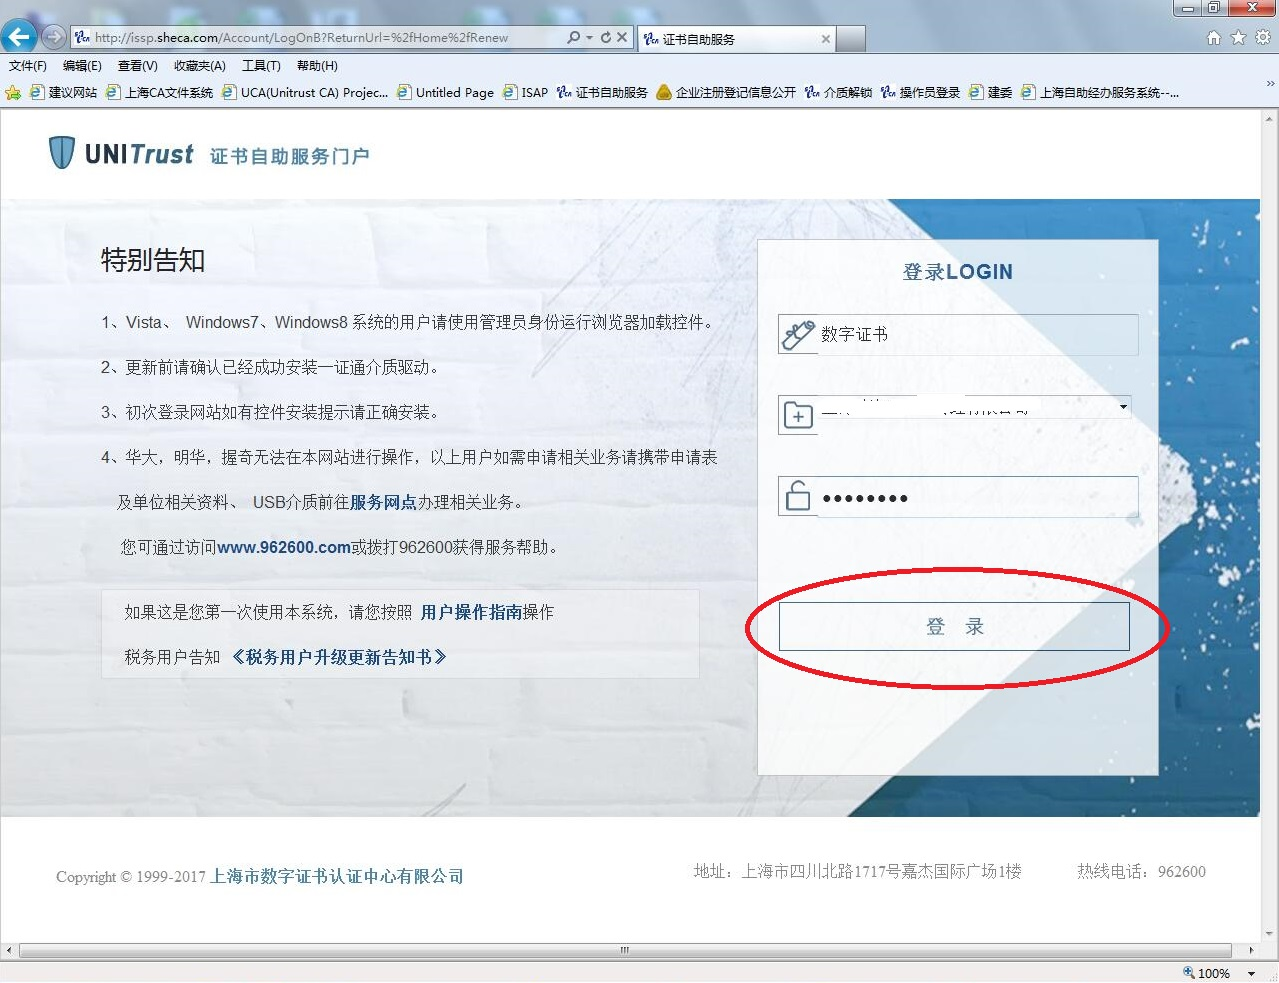 http://issp.sheca.com/Account/LogOnB?ReturnUrl=%2fHome%2fRenew
证书自助服务
文件(F) 编辑(E) 查看(V) 收藏夹(A) 工具(T) 帮助(H)
建议网站 上海CA文件系统 UCA(Unitrust CA) Projec... Untitled Page ISAP 证书自助服务 企业注册登记信息公开 介质解锁 操作员登录 建委 上海自助经办服务系统--...
UNITrust 证书自助服务门户
特别告知
1、Vista、 Windows7、Windows8 系统的用户请使用管理员身份运行浏览器加载控件。
2、更新前请确认已经成功安装一证通介质驱动。
3、初次登录网站如有控件安装提示请正确安装。
4、华大，明华，握奇无法在本网站进行操作，以上用户如需申请相关业务请携带申请表
及单位相关资料、 USB介质前往服务网点办理相关业务。
您可通过访问www.962600.com或拨打962600获得服务帮助。
如果这是您第一次使用本系统，请您按照 用户操作指南操作
税务用户告知 《税务用户升级更新告知书》
登录LOGIN
数字证书
●●●●●●●●
登 录
Copyright © 1999-2017 上海市数字证书认证中心有限公司
地址：上海市四川北路1717号嘉杰国际广场1楼
热线电话：962600
100%